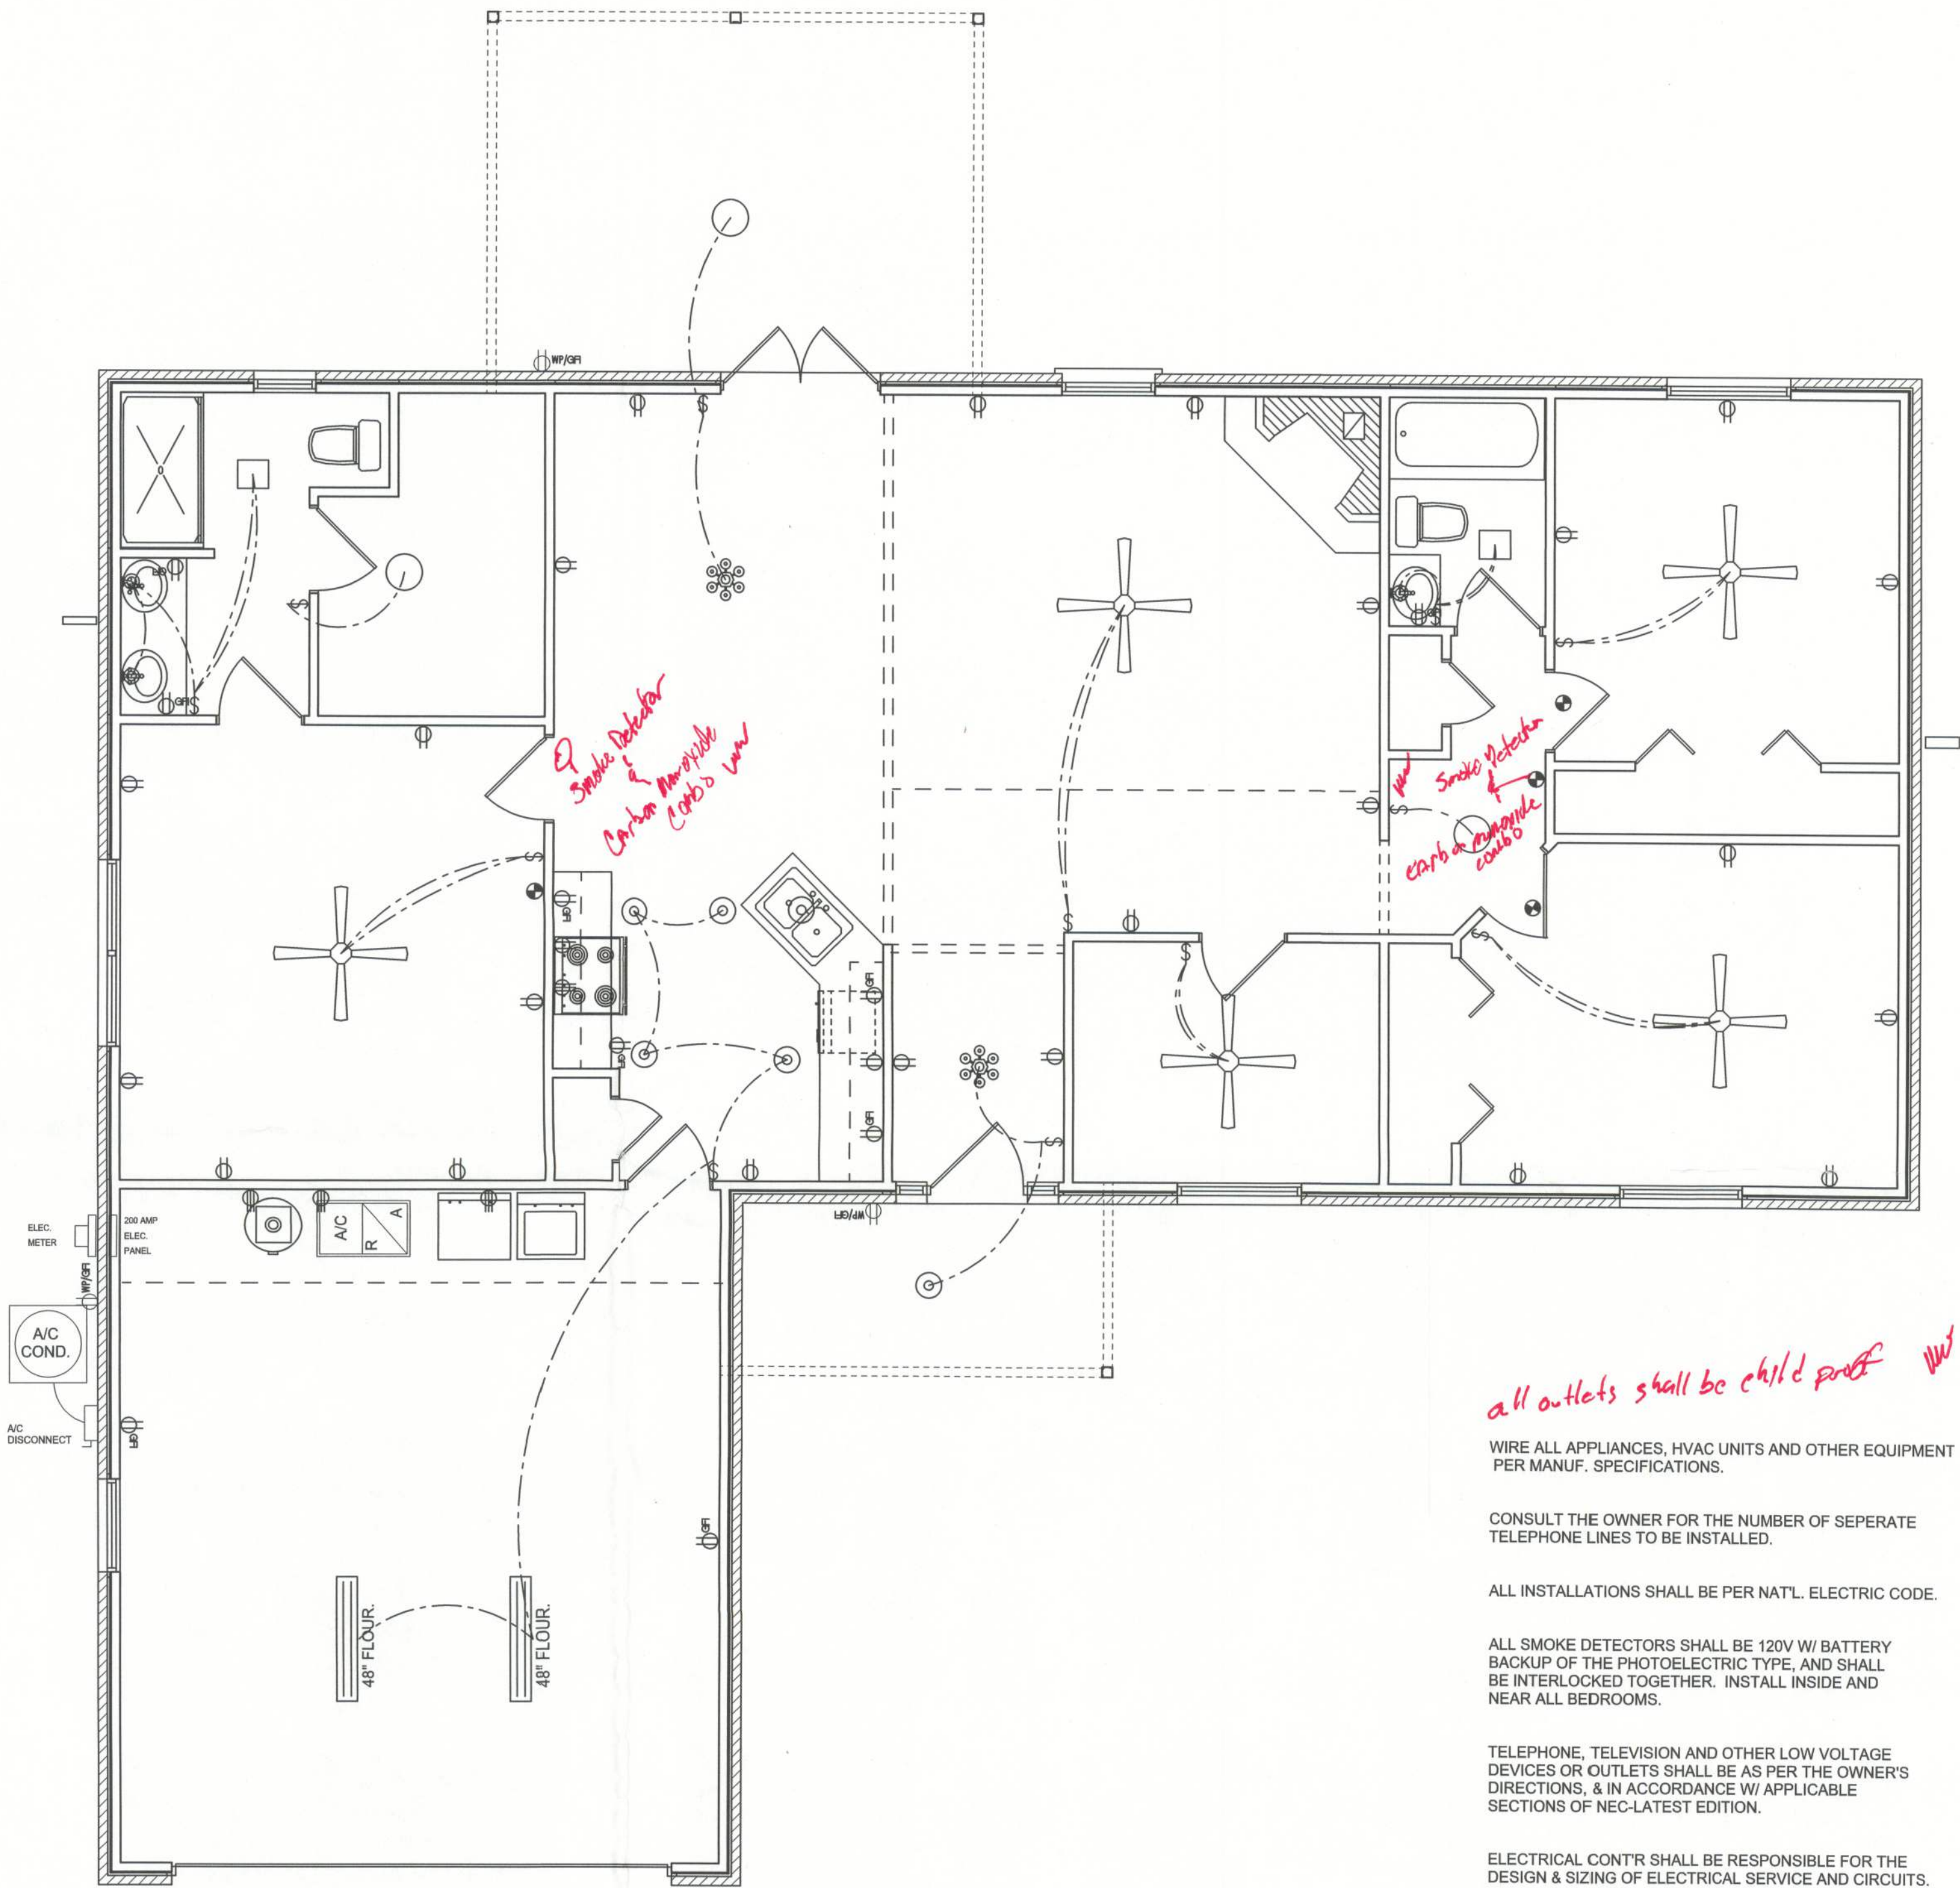 WP/GFI
GFI
GFI
Smoke Detector
&
Carbon Monoxide
Combo
Smoke Detector
&
Carbon monoxide
combo
GFI
GFI
GFI
GFI
GFI
S
S
S
S
S
S
S
S
S
S
S
WP/GFI
ELEC.
METER
200 AMP
ELEC.
PANEL
A/C
R
A
WP/GFI
A/C
COND.
A/C
DISCONNECT
GFI
GFI
48" FLOUR.
48" FLOUR.
all outlets shall be child proof
WIRE ALL APPLIANCES, HVAC UNITS AND OTHER EQUIPMENT
PER MANUF. SPECIFICATIONS.
CONSULT THE OWNER FOR THE NUMBER OF SEPERATE
TELEPHONE LINES TO BE INSTALLED.
ALL INSTALLATIONS SHALL BE PER NAT'L. ELECTRIC CODE.
ALL SMOKE DETECTORS SHALL BE 120V W/ BATTERY
BACKUP OF THE PHOTOELECTRIC TYPE, AND SHALL
BE INTERLOCKED TOGETHER. INSTALL INSIDE AND
NEAR ALL BEDROOMS.
TELEPHONE, TELEVISION AND OTHER LOW VOLTAGE
DEVICES OR OUTLETS SHALL BE AS PER THE OWNER'S
DIRECTIONS, & IN ACCORDANCE W/ APPLICABLE
SECTIONS OF NEC-LATEST EDITION.
ELECTRICAL CONT'R SHALL BE RESPONSIBLE FOR THE
DESIGN & SIZING OF ELECTRICAL SERVICE AND CIRCUITS.